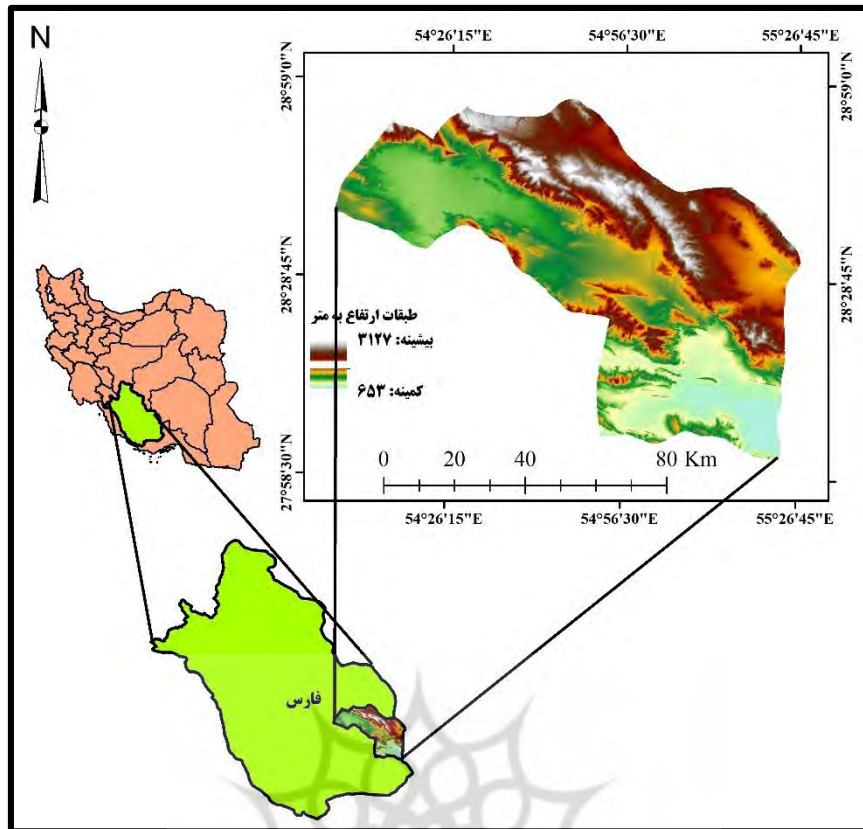 N
54°26'15"E 54°56'30"E 55°26'45"E
28°59'0"N 28°59'0"N
28°28'45"N 28°28'45"N
طبقات ارتفاع به متر
بیشینه: ۳۱۲۷
کمینه: ۶۵۳
0 20 40 80 Km
27°58'30"N
54°26'15"E 54°56'30"E 55°26'45"E
فارس